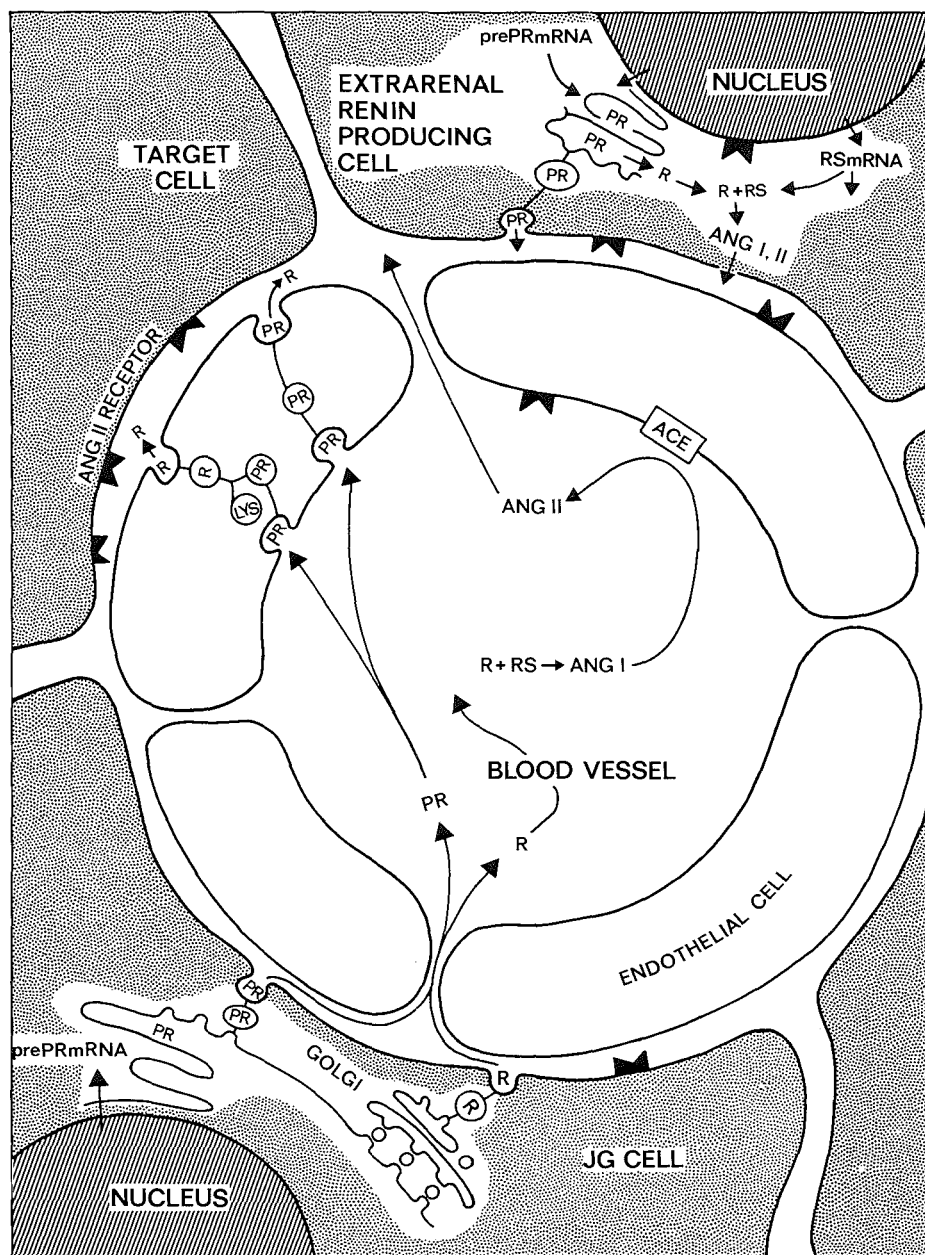 prePRmRNA
EXTRARENAL
RENIN
PRODUCING
CELL
NUCLEUS
TARGET
CELL
PR
PR
R
RSmRNA
R + RS
PR
PR
ANG I, II
R
PR
ANG II RECEPTOR
PR
PR
R
R
R
PR
LYS
PR
ACE
ANG II
R + RS → ANG I
BLOOD VESSEL
PR
R
ENDOTHELIAL CELL
PR
PR
PR
prePRmRNA
GOLGI
R
R
JG CELL
NUCLEUS